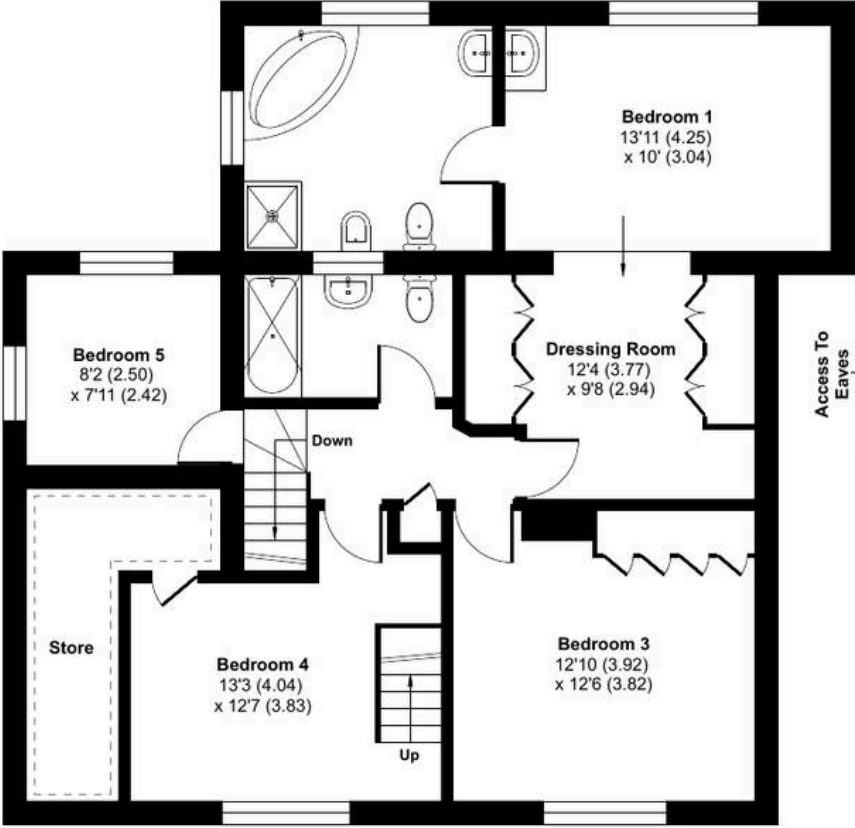 Bedroom 1
13'11 (4.25)
x 10' (3.04)
Bedroom 5
8'2 (2.50)
x 7'11 (2.42)
Dressing Room
12'4 (3.77)
x 9'8 (2.94)
Access To
Eaves
Down
Store
Bedroom 4
13'3 (4.04)
x 12'7 (3.83)
Up
Bedroom 3
12'10 (3.92)
x 12'6 (3.82)